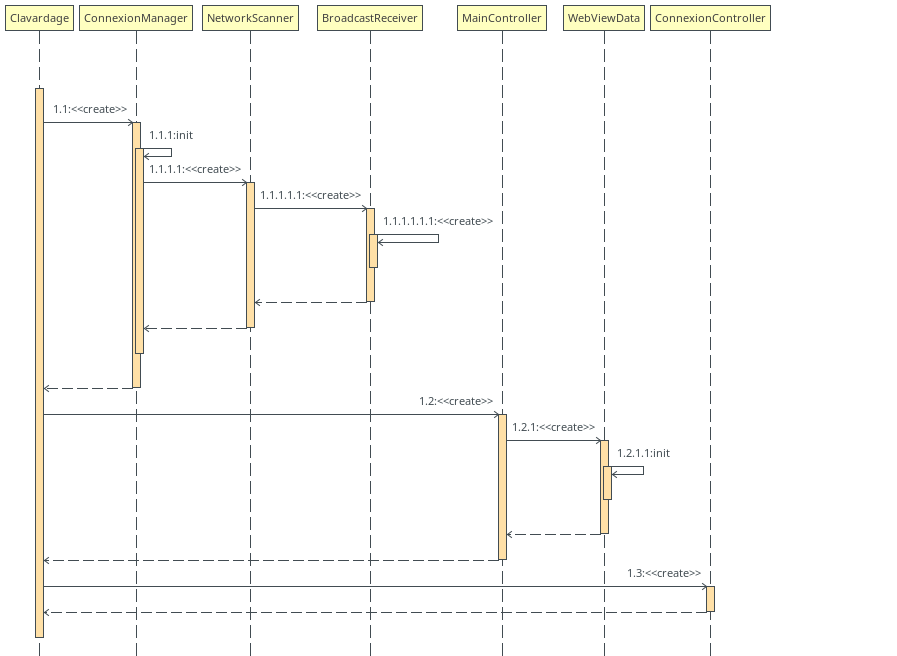 Clavardage ConnexionManager NetworkScanner BroadcastReceiver MainController WebViewData ConnexionController
1.1:<<create>>
1.1.1:init
1.1.1.1:<<create>>
1.1.1.1.1:<<create>>
1.1.1.1.1.1:<<create>>
1.2:<<create>>
1.2.1:<<create>>
1.2.1.1:init
1.3:<<create>>